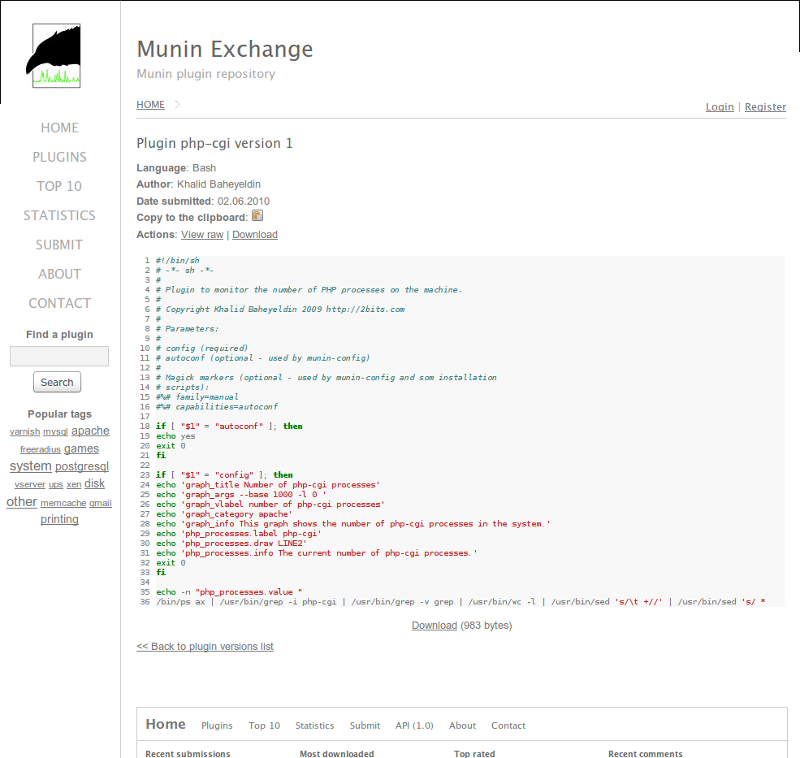 Munin Exchange
Munin plugin repository
HOME
Login | Register
HOME
PLUGINS
TOP 10
STATISTICS
SUBMIT
ABOUT
CONTACT
Find a plugin
Search
Popular tags
varnish mysql apache
freeradius games
system postgresql
vserver ups xen disk
other memcache gmail
printing
Plugin php-cgi version 1
Language: Bash
Author: Khalid Baheyeldin
Date submitted: 02.06.2010
Copy to the clipboard:
Actions: View raw | Download
1 #!/bin/sh
2 # -*- sh -*-
3 #
4 # Plugin to monitor the number of PHP processes on the machine.
5 #
6 # Copyright Khalid Baheyeldin 2009 http://2bits.com
7 #
8 # Parameters:
9 #
10 # config (required)
11 # autoconf (optional - used by munin-config)
12 #
13 # Magick markers (optional - used by munin-config and som installation
14 # scripts):
15 #%# family=manual
16 #%# capabilities=autoconf
17
18 if [ "$1" = "autoconf" ]; then
19 echo yes
20 exit 0
21 fi
22
23 if [ "$1" = "config" ]; then
24 echo 'graph_title Number of php-cgi processes'
25 echo 'graph_args --base 1000 -l 0 '
26 echo 'graph_vlabel number of php-cgi processes'
27 echo 'graph_category apache'
28 echo 'graph_info This graph shows the number of php-cgi processes in the system.'
29 echo 'php_processes.label php-cgi'
30 echo 'php_processes.draw LINE2'
31 echo 'php_processes.info The current number of php-cgi processes.'
32 exit 0
33 fi
34
35 echo -n "php_processes.value "
36 /bin/ps ax | /usr/bin/grep -i php-cgi | /usr/bin/grep -v grep | /usr/bin/wc -l | /usr/bin/sed 's/\t +//' | /usr/bin/sed 's/ *
Download (983 bytes)
<< Back to plugin versions list
Home Plugins Top 10 Statistics Submit API (1.0) About Contact
Recent submissions Most downloaded Top rated Recent comments